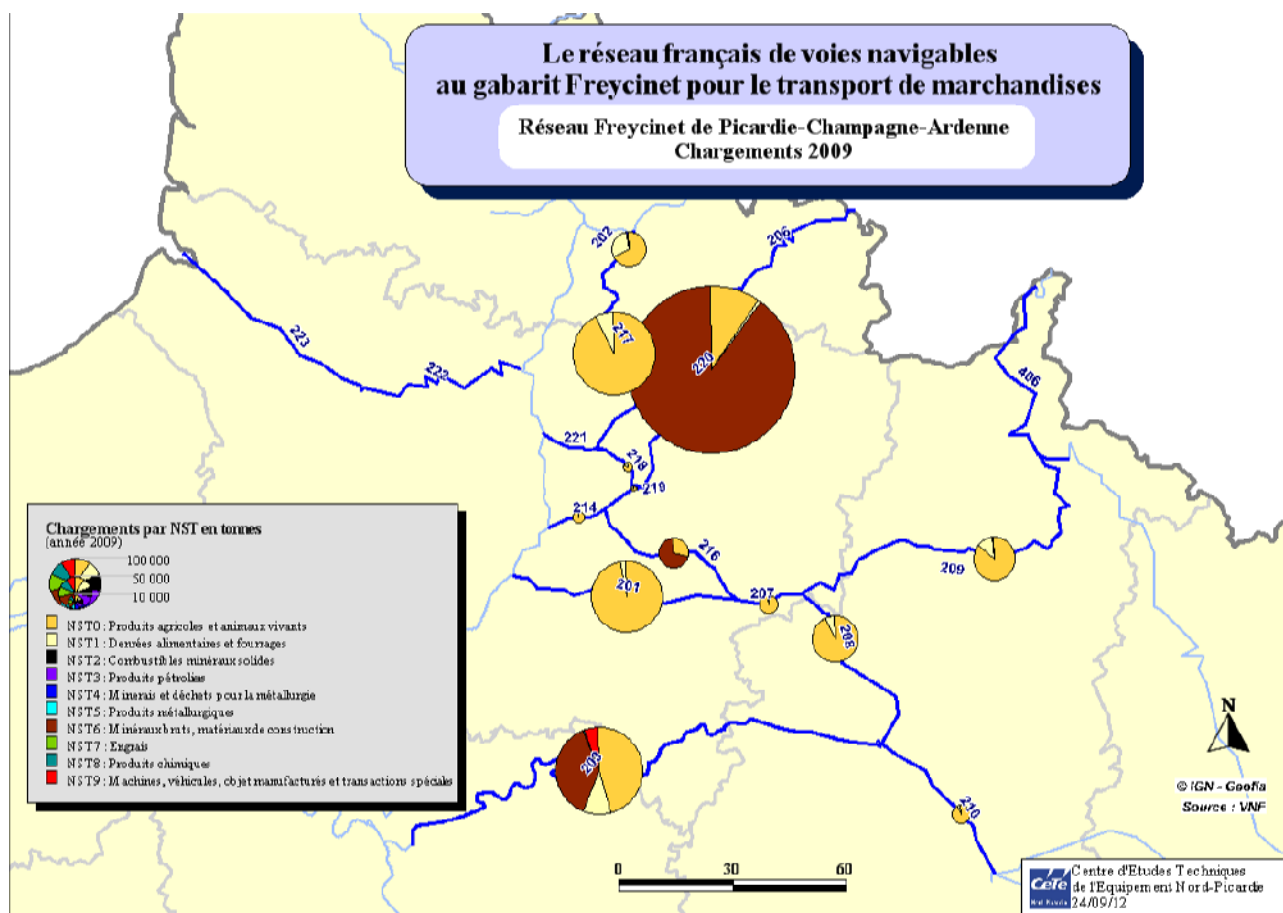 Le réseau français de voies navigables
au gabarit Freycinet pour le transport de marchandises
Réseau Freycinet de Picardie-Champagne-Ardenne
Chargements 2009
202
206
217
220
223
222
406
221
218
219
214
216
209
201
207
208
203
210
Chargements par NST en tonnes
(année 2009)
100 000
50 000
10 000
NST0 : Produits agricoles et animaux vivants
NST1 : Denrées alimentaires et fourrages
NST2 : Combustibles minéraux solides
NST3 : Produits pétroliers
NST4 : Minerais et déchets pour la métallurgie
NST5 : Produits métallurgiques
NST6 : Minéraux bruts, matériaux de construction
NST7 : Engrais
NST8 : Produits chimiques
NST9 : Machines, véhicules, objet manufacturés et transactions spéciales
N
© IGN - Geofla
Source : VNF
0 30 60
CETE
Nord Picardie
Centre d'Etudes Techniques
de l'Equipement Nord-Picardie
24/09/12